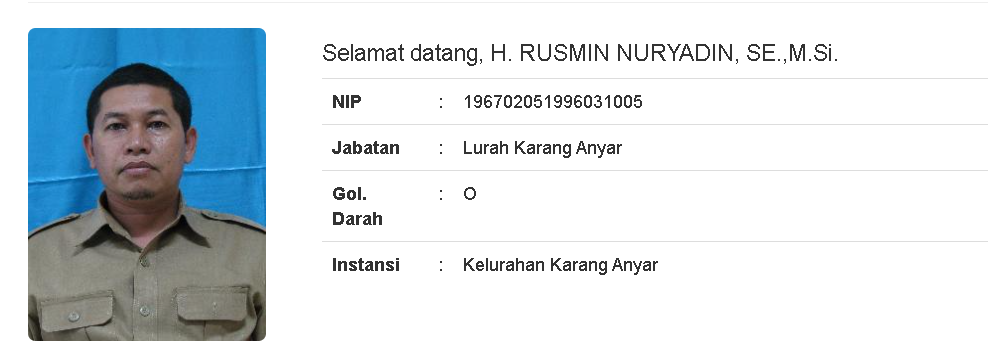 Selamat datang, H. RUSMIN NURYADIN, SE.,M.Si.
NIP : 196702051996031005
Jabatan : Lurah Karang Anyar
Gol. : O
Darah
Instansi : Kelurahan Karang Anyar